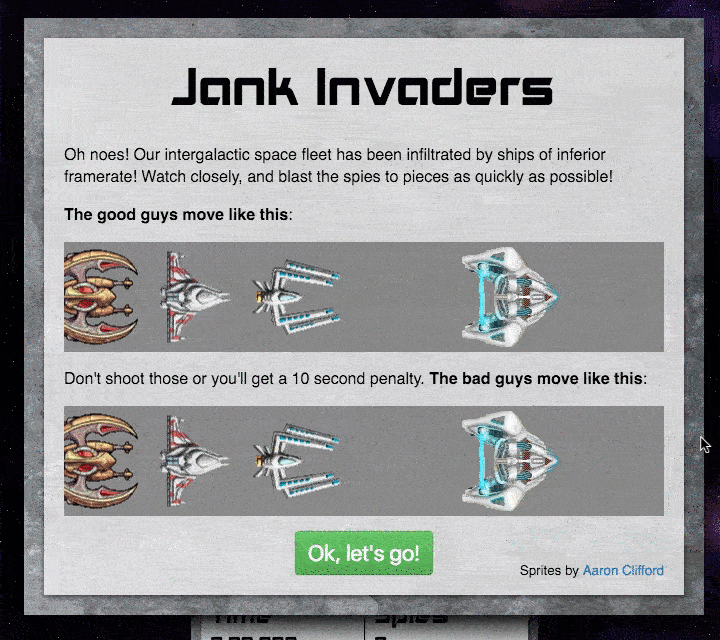 Jank Invaders
Oh noes! Our intergalactic space fleet has been infiltrated by ships of inferior
framerate! Watch closely, and blast the spies to pieces as quickly as possible!
The good guys move like this:
Don't shoot those or you'll get a 10 second penalty. The bad guys move like this:
Ok, let's go!
Sprites by Aaron Clifford
Time Spies